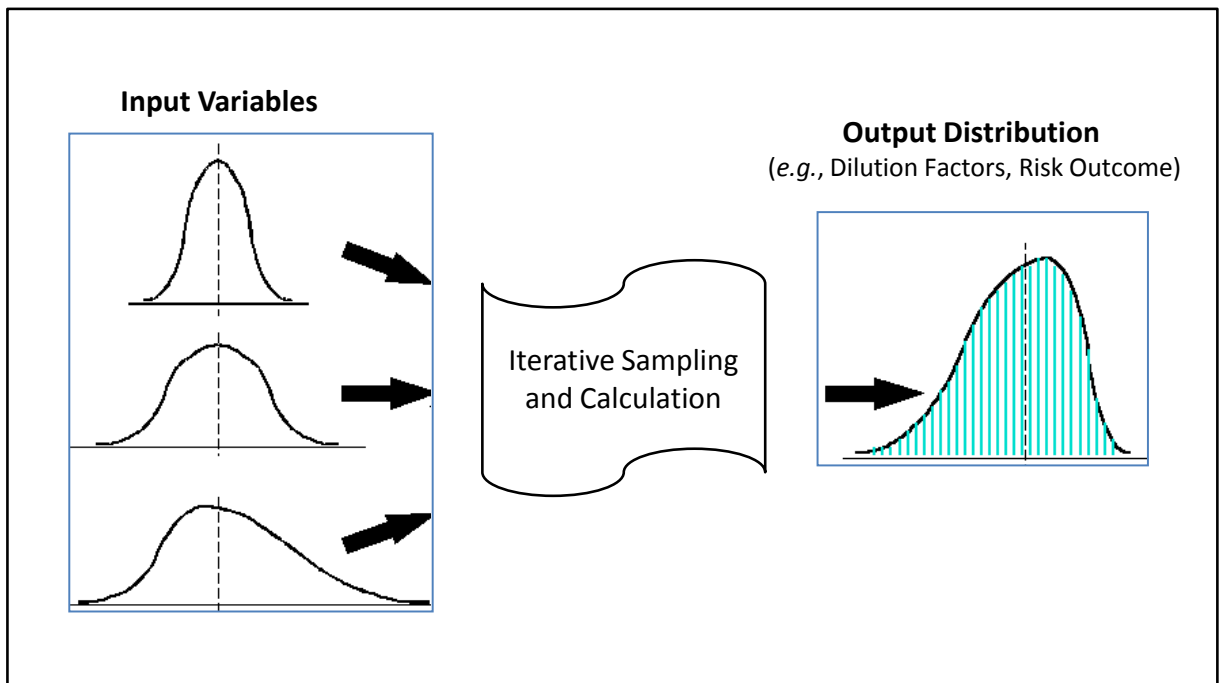 Input Variables
Output Distribution
(e.g., Dilution Factors, Risk Outcome)
Iterative Sampling
and Calculation